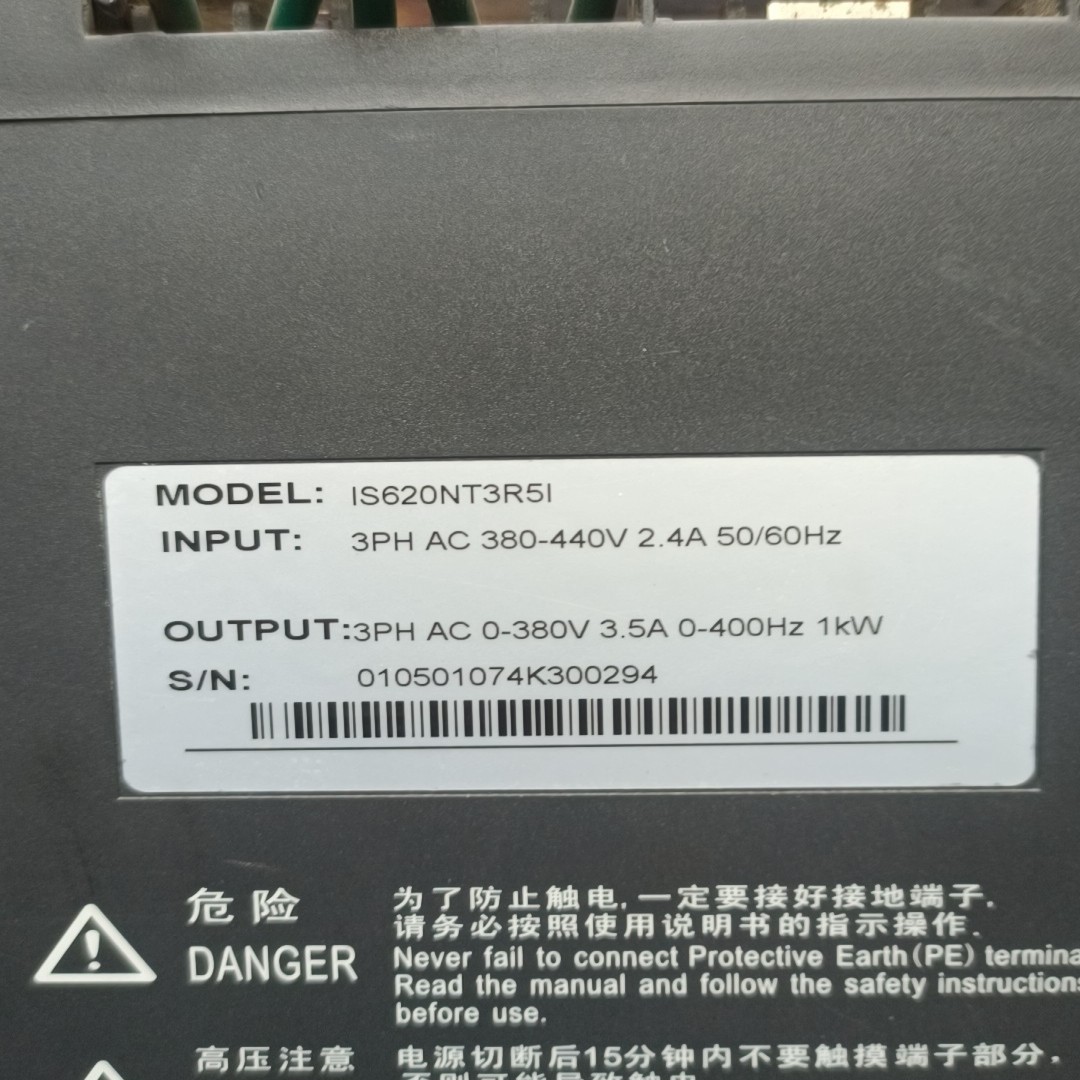 MODEL: IS620NT3R5I
INPUT: 3PH AC 380-440V 2.4A 50/60Hz
OUTPUT:3PH AC 0-380V 3.5A 0-400Hz 1kW
S/N: 010501074K300294
危险
DANGER
为了防止触电,一定要接好接地端子.
请务必按照使用说明书的指示操作.
Never fail to connect Protective Earth(PE)
Read the manual and follow the safety instructions
before use.
高压注意
电源切断后15分钟内不要触摸端子部分,